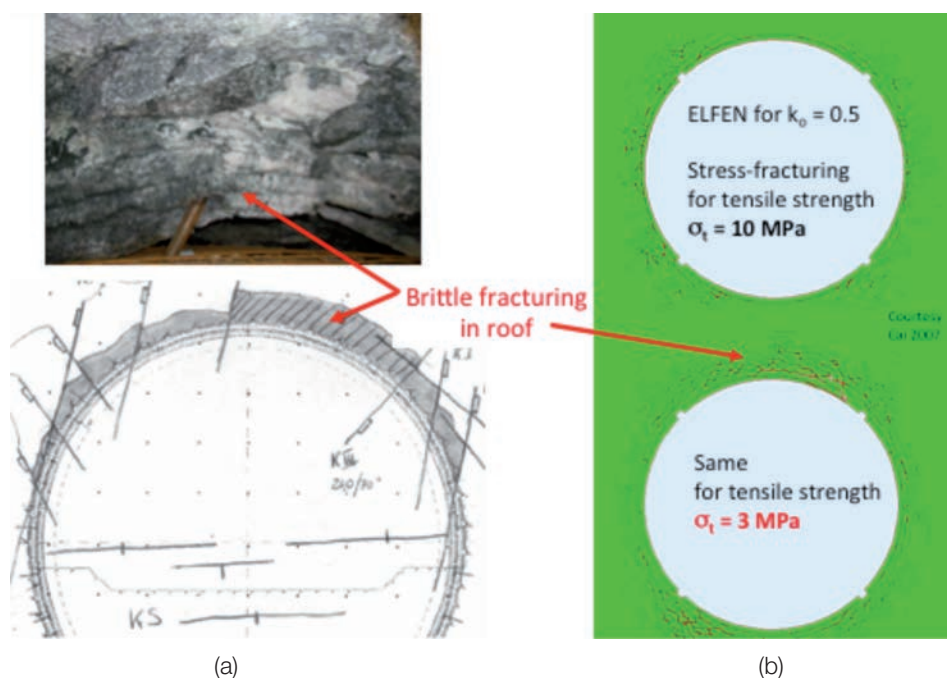 ELFEN for kₒ = 0.5
Stress-fracturing
for tensile strength
σₜ = 10 MPa
Brittle fracturing
in roof
Courtesy
Cai 2007
Same
for tensile strength
σₜ = 3 MPa
KS
(a)
(b)